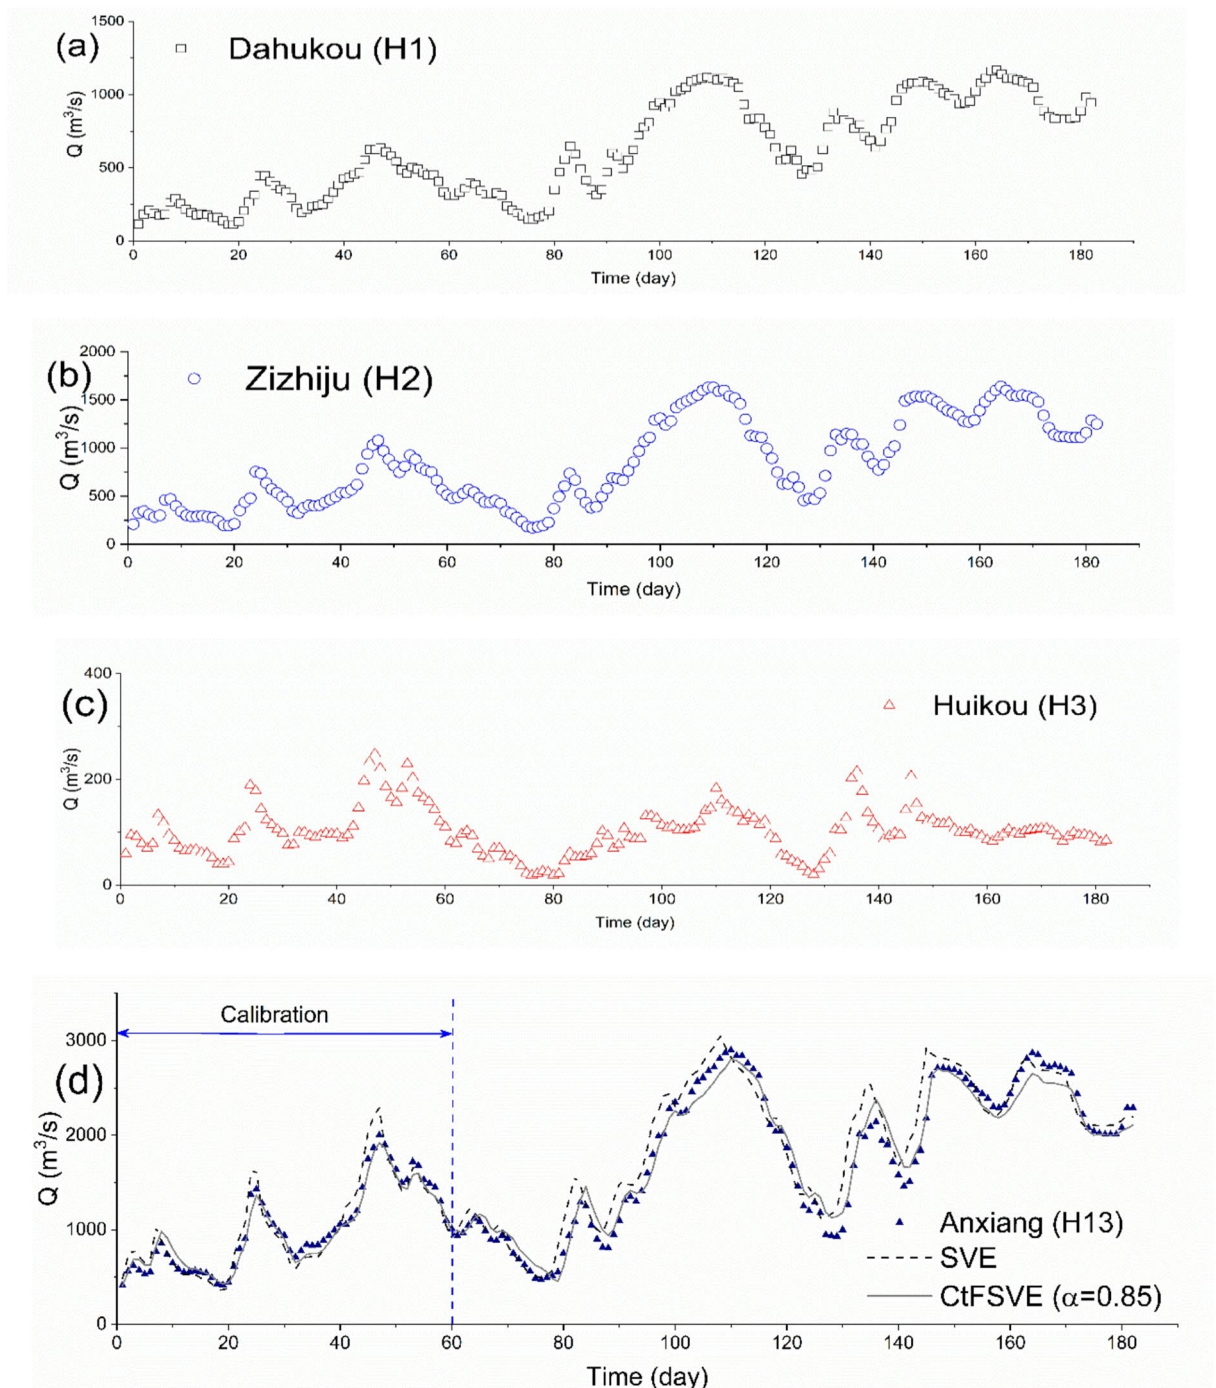 (a)
Dahukou (H1)
Q (m³/s)
1500
1000
500
0
0 20 40 60 80 100 120 140 160 180
Time (day)
(b)
Zizhiju (H2)
Q (m³/s)
2000
1500
1000
500
0
0 20 40 60 80 100 120 140 160 180
Time (day)
(c)
Huikou (H3)
Q (m³/s)
400
200
0
0 20 40 60 80 100 120 140 160 180
Time (day)
Calibration
(d)
Q (m³/s)
3000
2000
1000
0
Anxiang (H13)
SVE
CtFSVE (α=0.85)
0 20 40 60 80 100 120 140 160 180
Time (day)